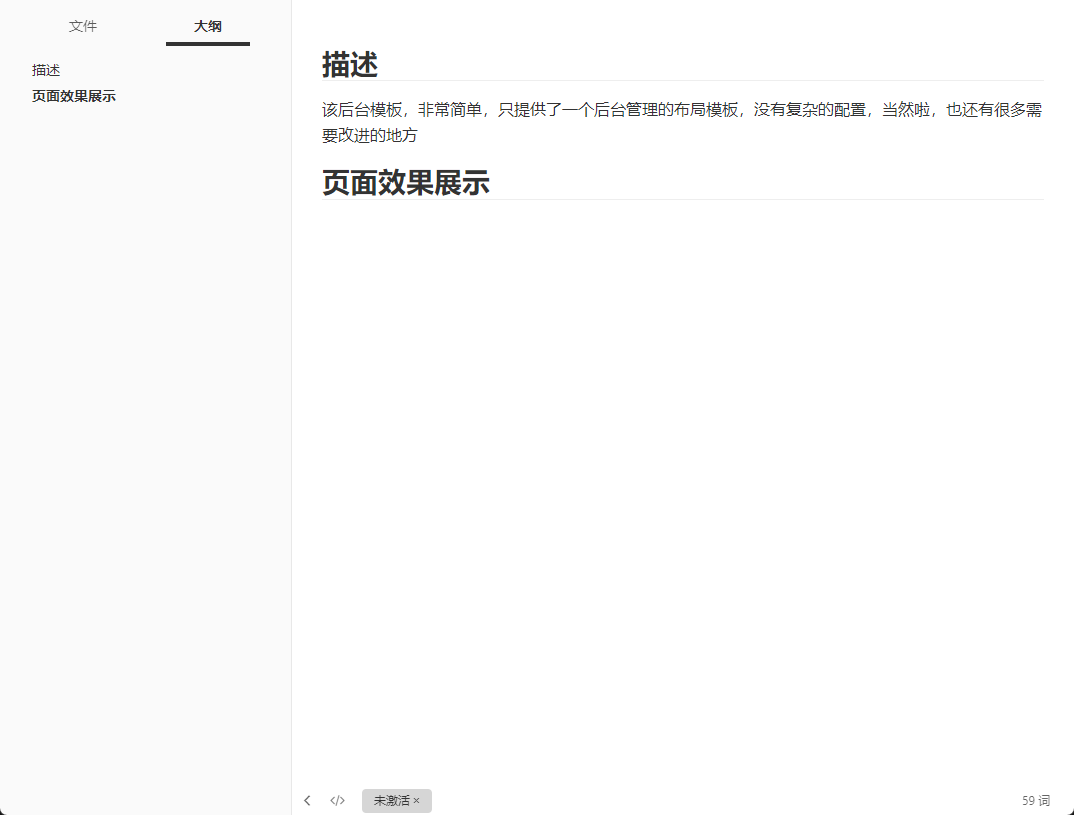 文件
大纲
描述
页面效果展示
描述
该后台模板，非常简单，只提供了一个后台管理的布局模板，没有复杂的配置，当然啦，也还有很多需
要改进的地方
页面效果展示
未激活 ×
59 词